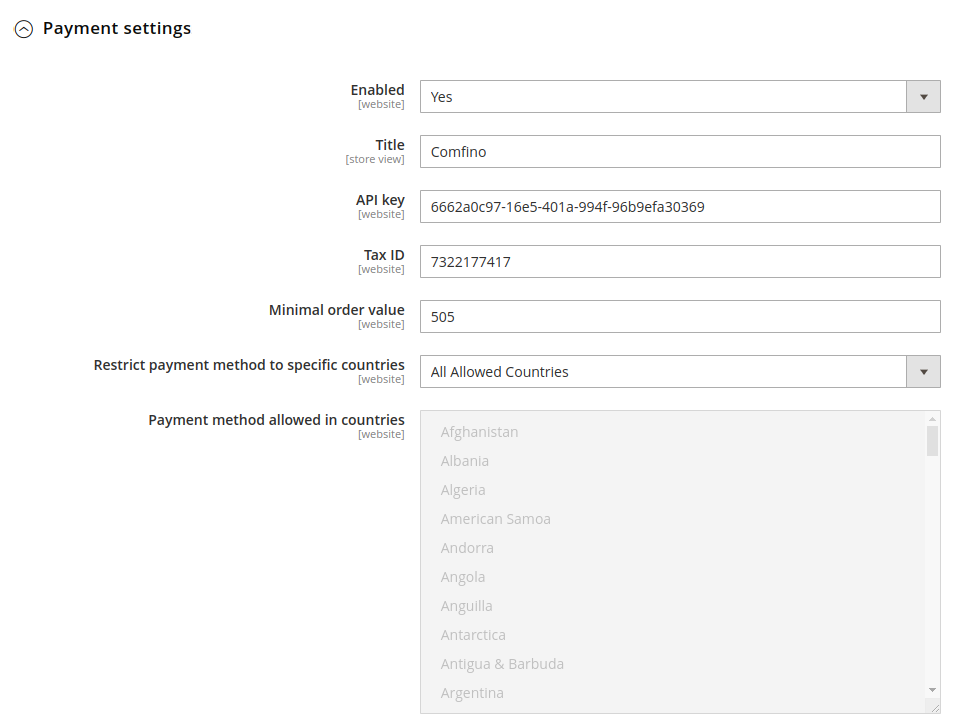 Payment settings
Enabled
[website]
Yes
Title
[store view]
Comfino
API key
[website]
6662a0c97-16e5-401a-994f-96b9efa30369
Tax ID
[website]
7322177417
Minimal order value
[website]
505
Restrict payment method to specific countries
[website]
All Allowed Countries
Payment method allowed in countries
[website]
Afghanistan
Albania
Algeria
American Samoa
Andorra
Angola
Anguilla
Antarctica
Antigua & Barbuda
Argentina